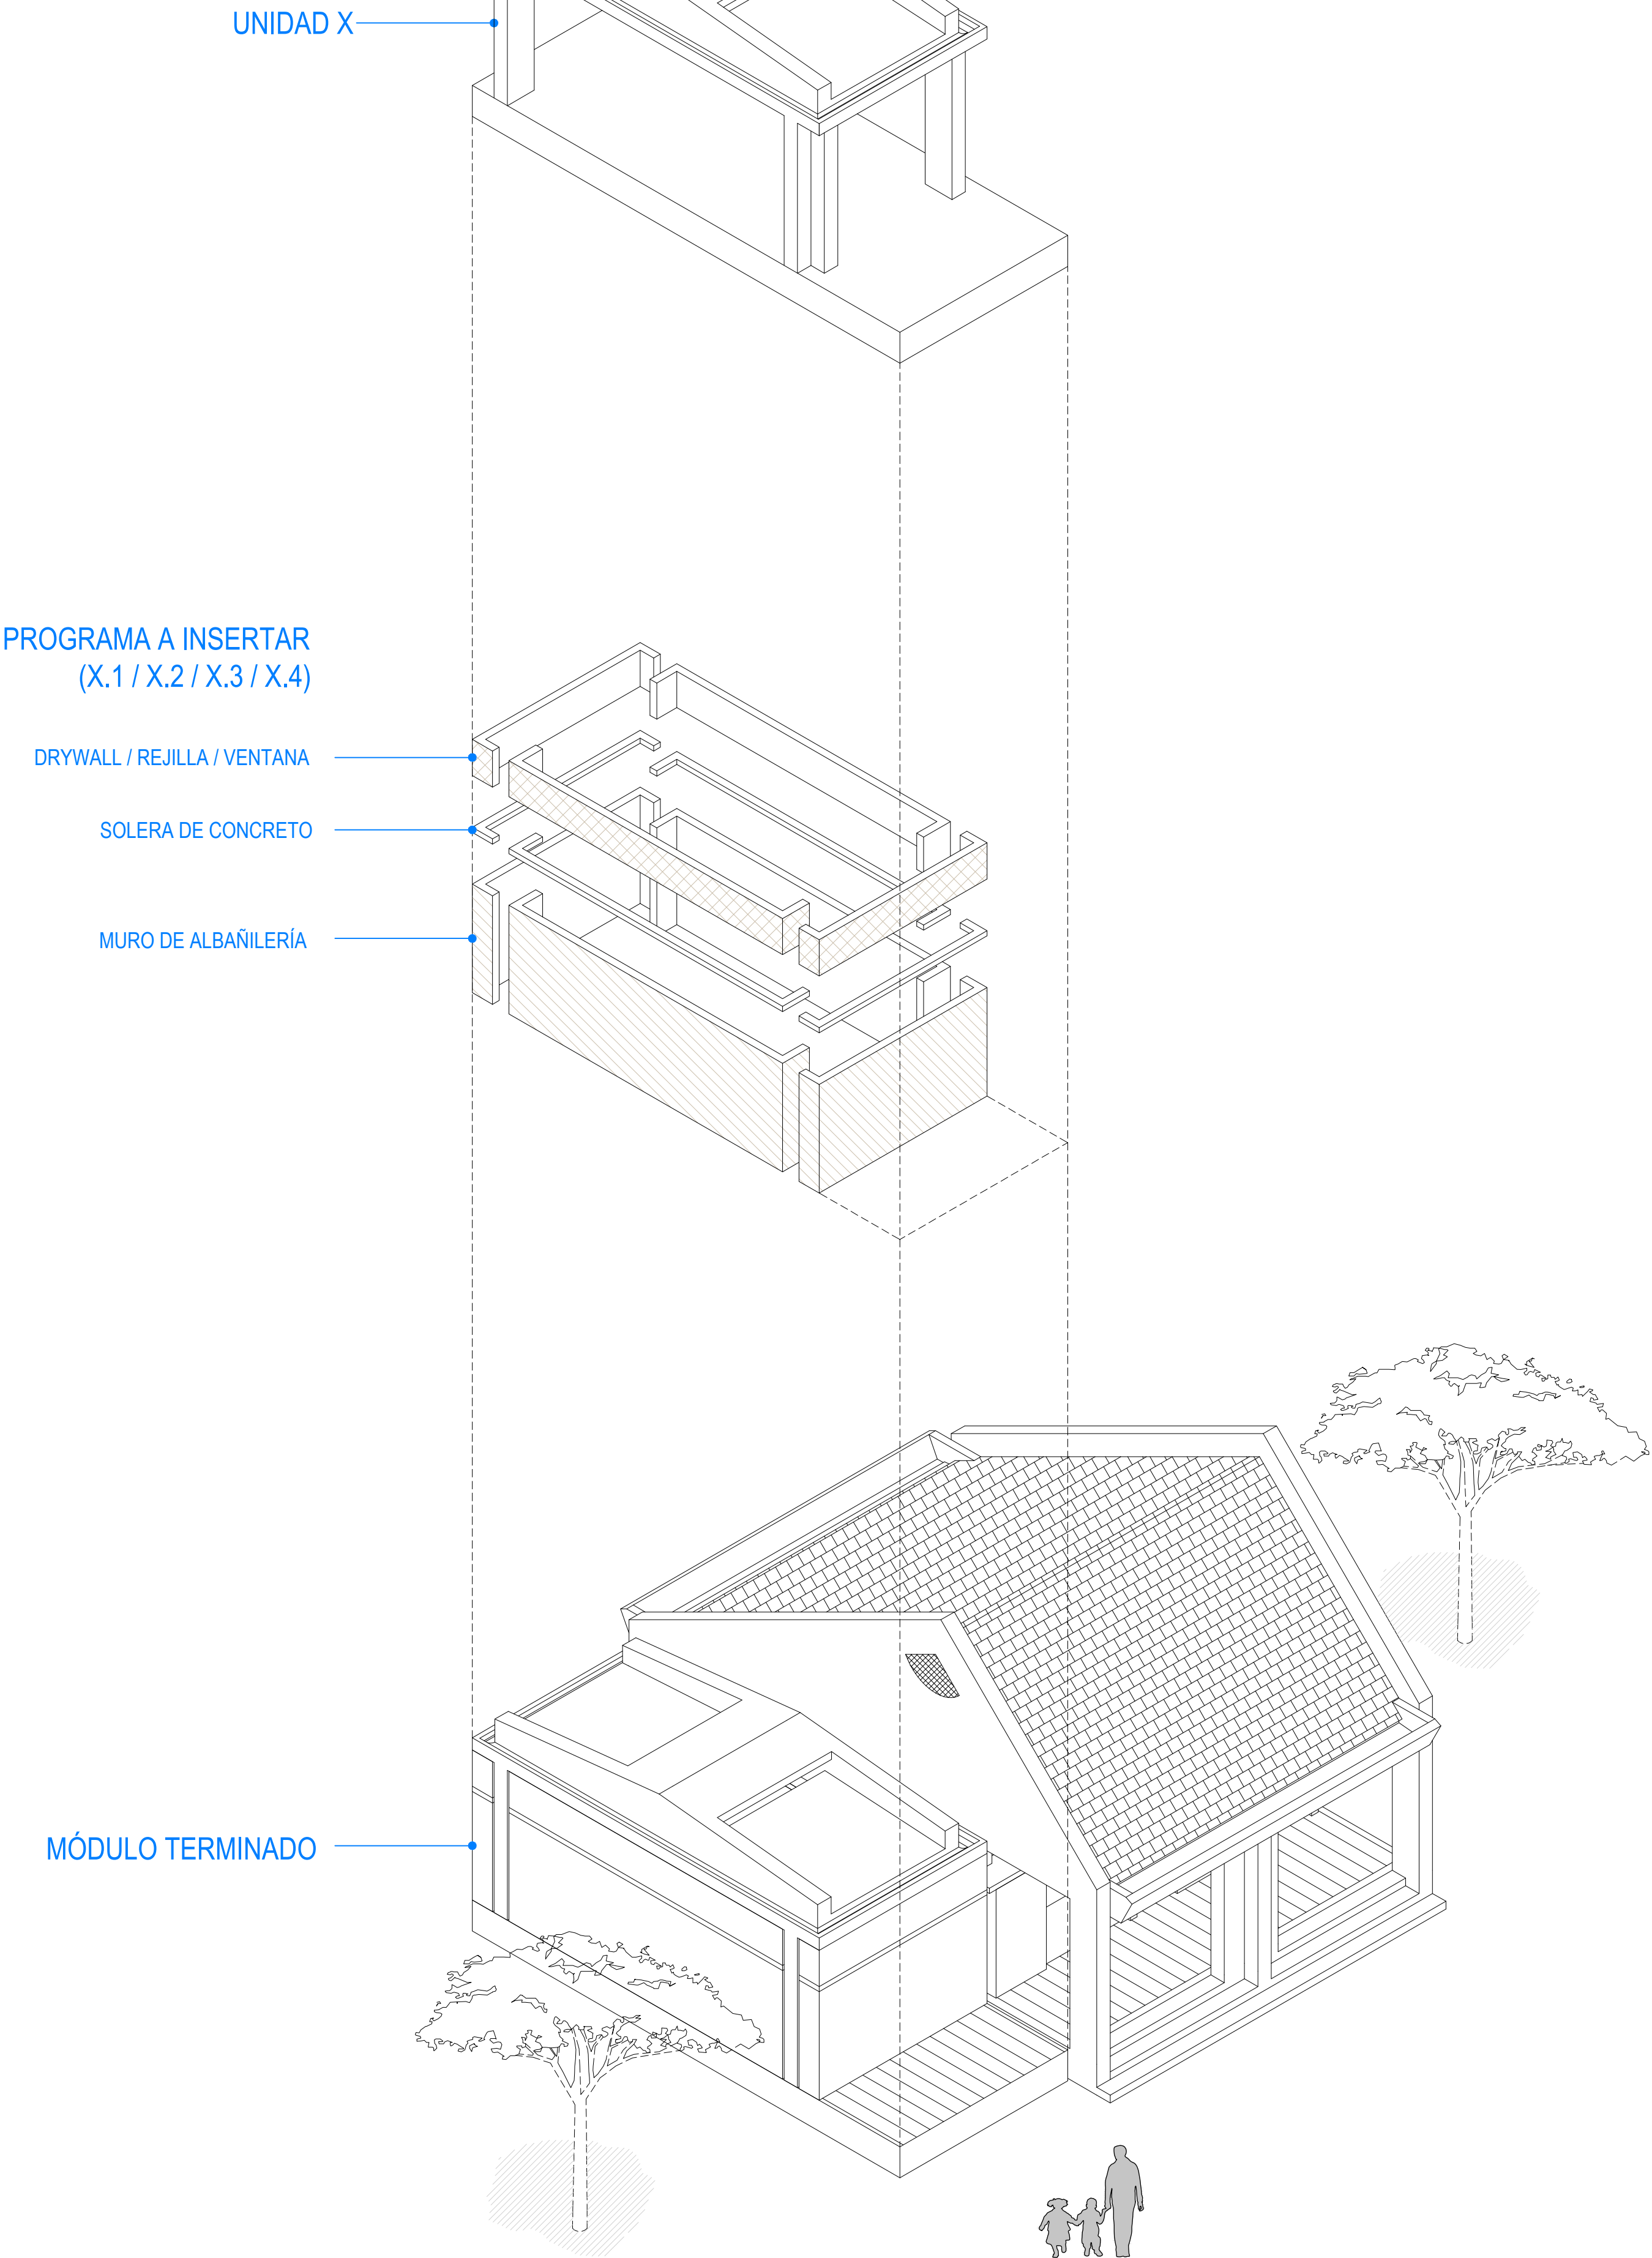 UNIDAD X
PROGRAMA A INSERTAR
(X.1 / X.2 / X.3 / X.4)
DRYWALL / REJILLA / VENTANA
SOLERA DE CONCRETO
MURO DE ALBAÑILERÍA
MÓDULO TERMINADO